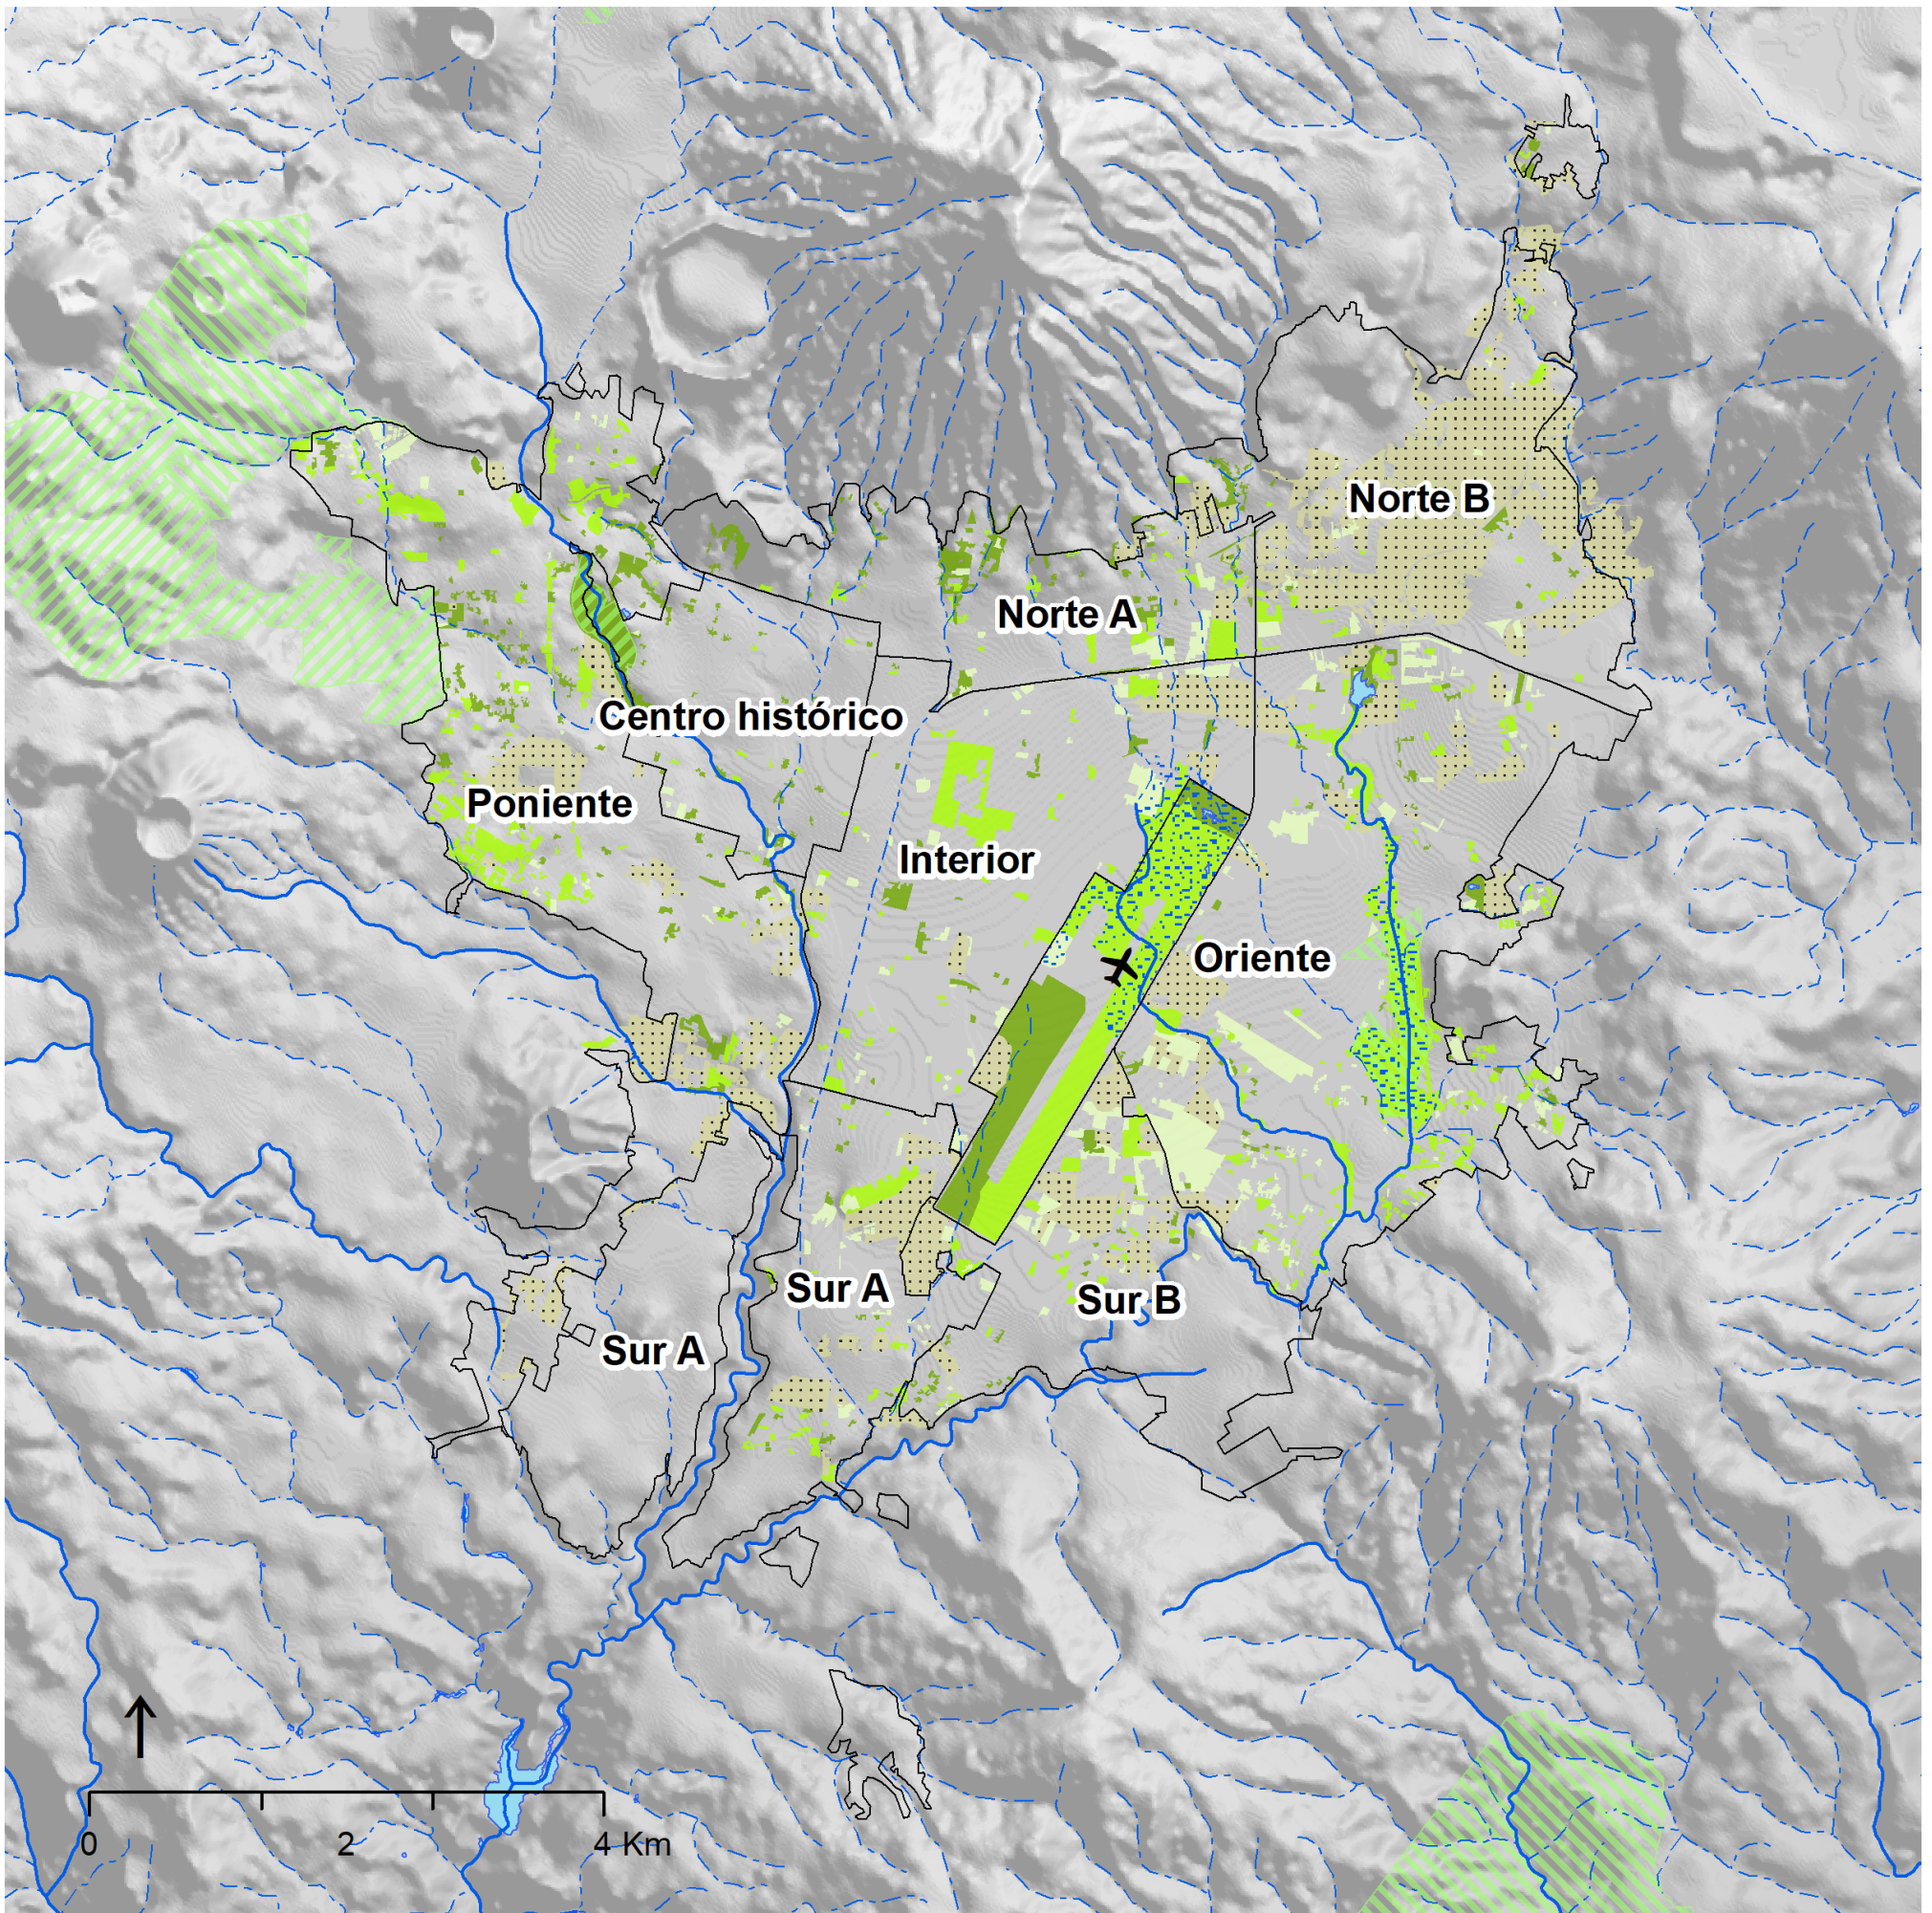 Norte B
Norte A
Centro histórico
Poniente
Interior
Oriente
Sur A
Sur B
Sur A
0
2
4 Km